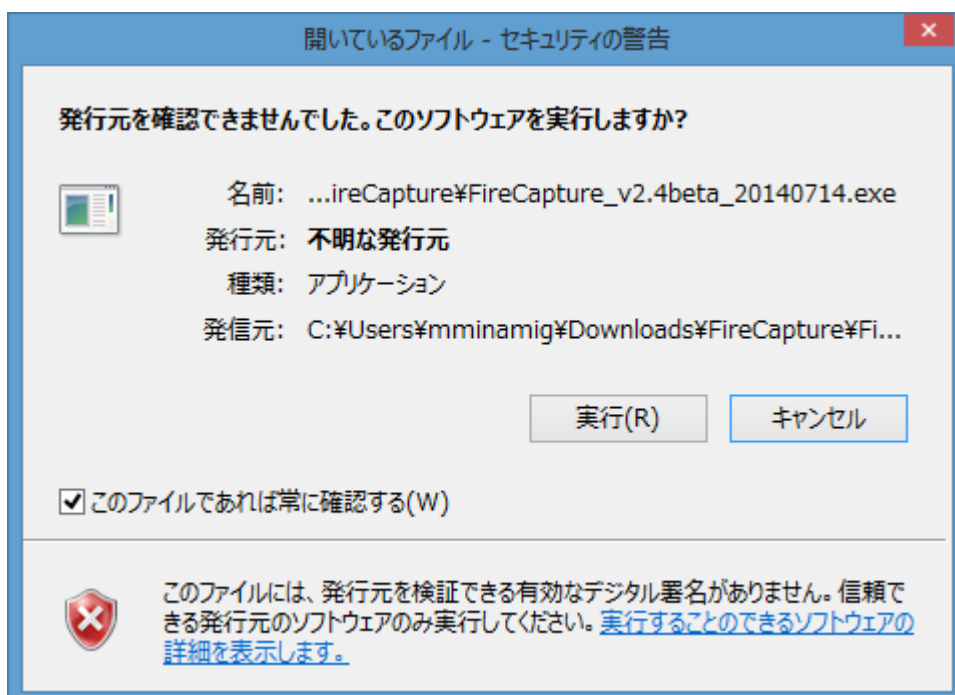 開いているファイル - セキュリティの警告
発行元を確認できませんでした。このソフトウェアを実行しますか?
名前: ...ireCapture¥FireCapture_v2.4beta_20140714.exe
発行元: 不明な発行元
種類: アプリケーション
発信元: C:¥Users¥mminamig¥Downloads¥FireCapture¥Fi...
実行(R) キャンセル
このファイルであれば常に確認する(W)
このファイルには、発行元を検証できる有効なデジタル署名がありません。信頼で
きる発行元のソフトウェアのみ実行してください。実行することのできるソフトウェアの
詳細を表示します。